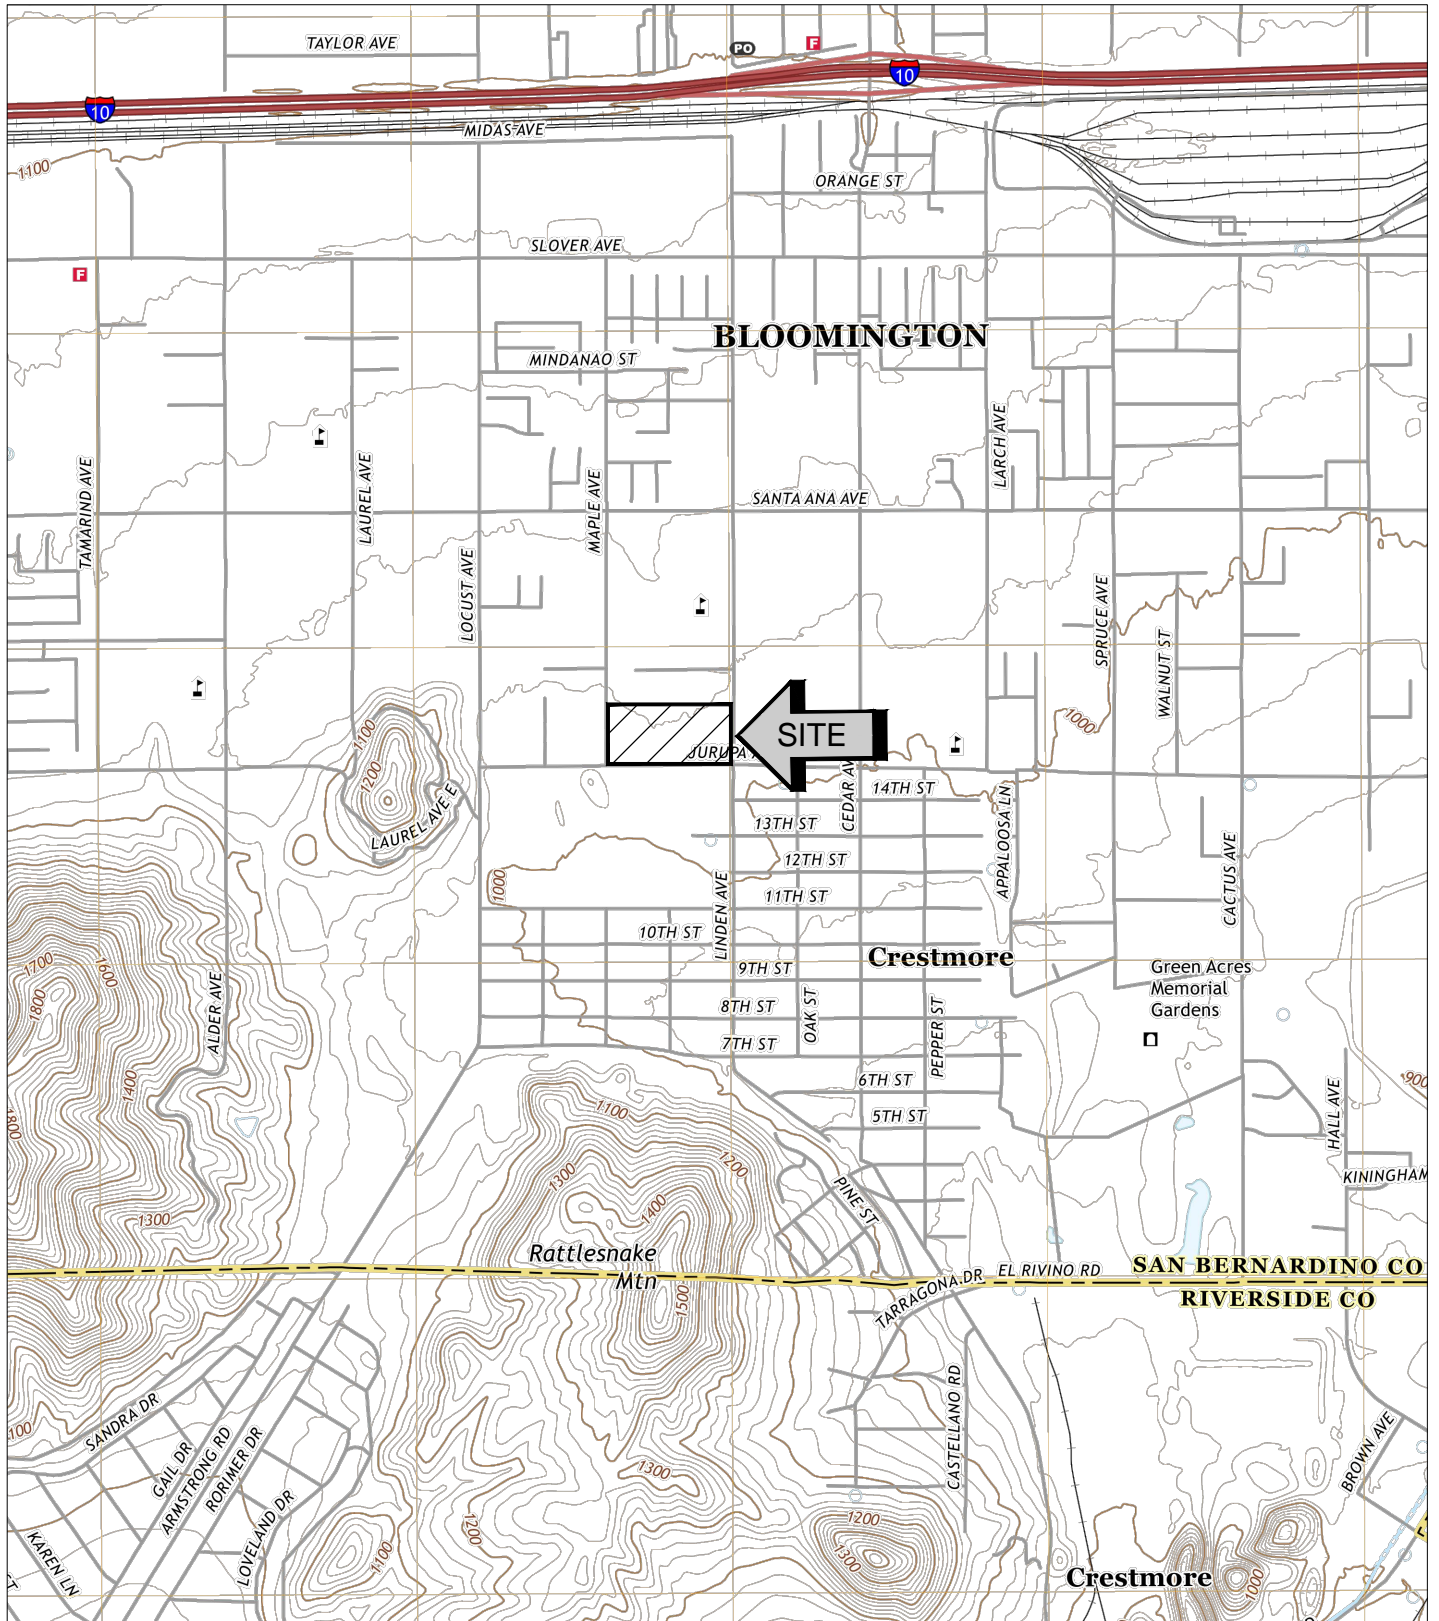 TAYLOR AVE
PO
F
10
10
MIDAS AVE
1100
ORANGE ST
SLOVER AVE
F
BLOOMINGTON
MINDANAO ST
TAMARIND AVE
LAUREL AVE
LOCUST AVE
MAPLE AVE
SANTA ANA AVE
LARCH AVE
SPRUCE AVE
WALNUT ST
1000
SITE
JURUPA
1100
1200
LAUREL AVE E
CEDAR AV
14TH ST
13TH ST
12TH ST
11TH ST
10TH ST
9TH ST
8TH ST
7TH ST
6TH ST
5TH ST
APPALOOSA LN
CACTUS AVE
1000
LINDEN AVE
OAK ST
PEPPER ST
Crestmore
Green Acres
Memorial
Gardens
1700
1600
1800
ALDER AVE
1400
1800
1300
1100
1200
1300
1400
PINE ST
900
HALL AVE
KININGHAM
Rattlesnake
Mtn
1500
TARRAGONA DR
EL RIVINO RD
SAN BERNARDINO CO
RIVERSIDE CO
CASTELLANO RD
BROWN AVE
SANDRA DR
100
GAIL DR
ARMSTRONG RD
RORIMER DR
LOVELAND DR
KAREN LN
ST
1300
1200
1100
1200
1300
Crestmore
1000